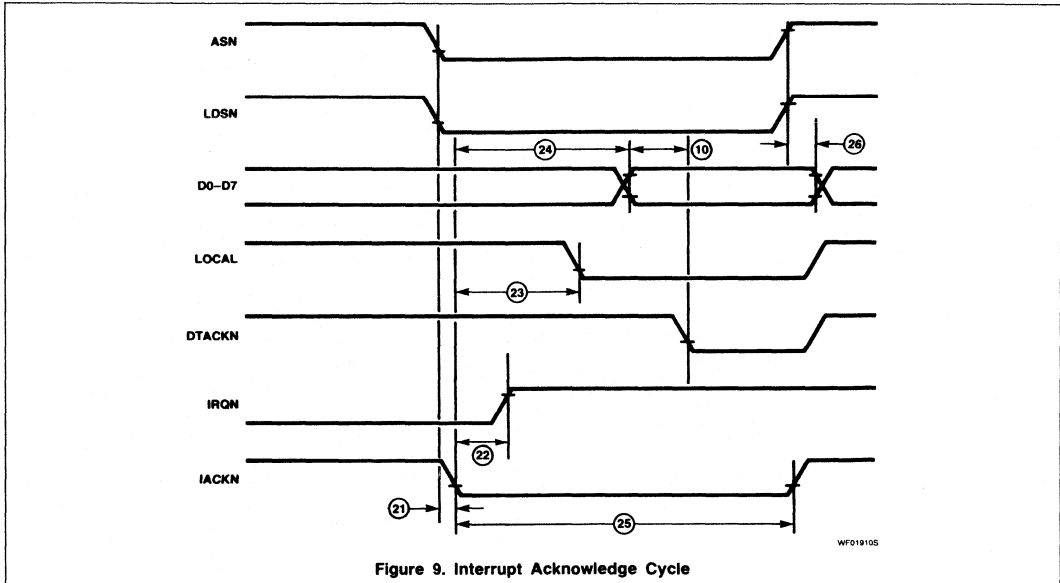 ASN
LDSN
24
10
26
D0–D7
LOCAL
23
DTACKN
IRQN
22
IACKN
21
25
WF01910S
Figure 9. Interrupt Acknowledge Cycle